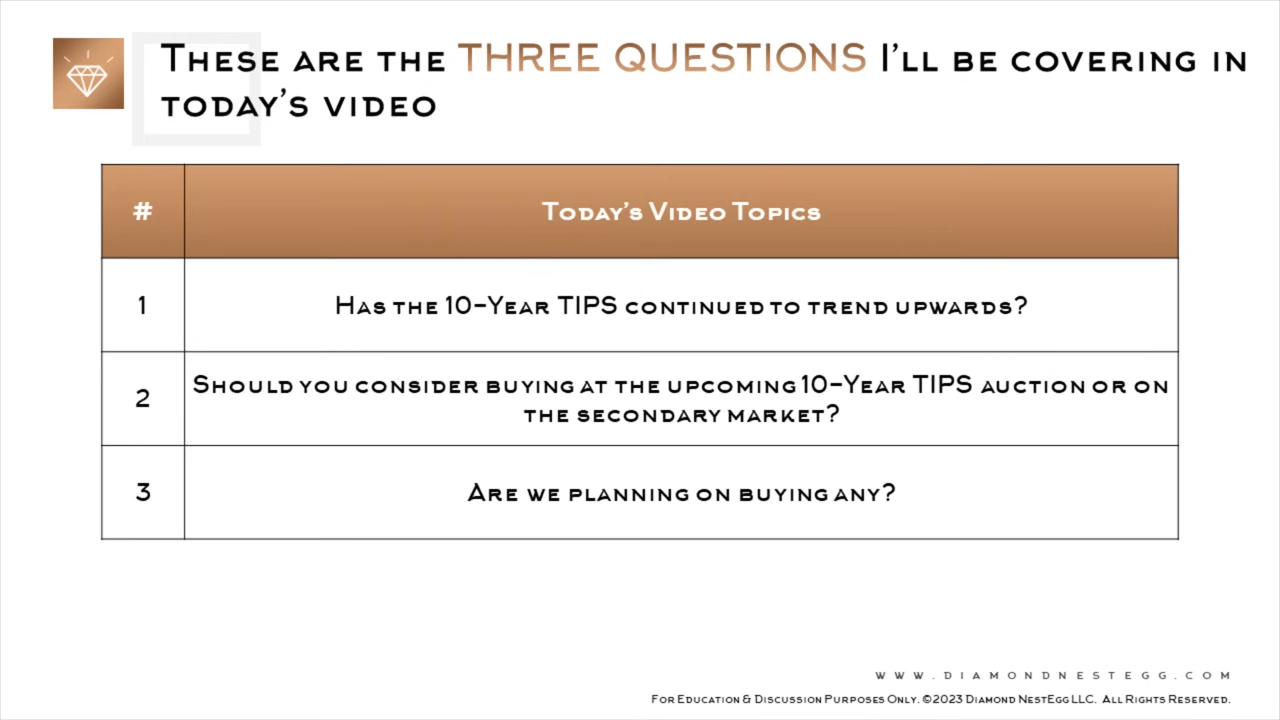 These are the THREE QUESTIONS I'll be covering in
today's video
#
Today's Video Topics
1
Has the 10-Year TIPS continued to trend upwards?
2
Should you consider buying at the upcoming 10-Year TIPS auction or on
the secondary market?
3
Are we planning on buying any?
WWW.DIAMONDNESTEGG.COM
For Education & Discussion Purposes Only. ©2023 Diamond NestEgg LLC. All Rights Reserved.